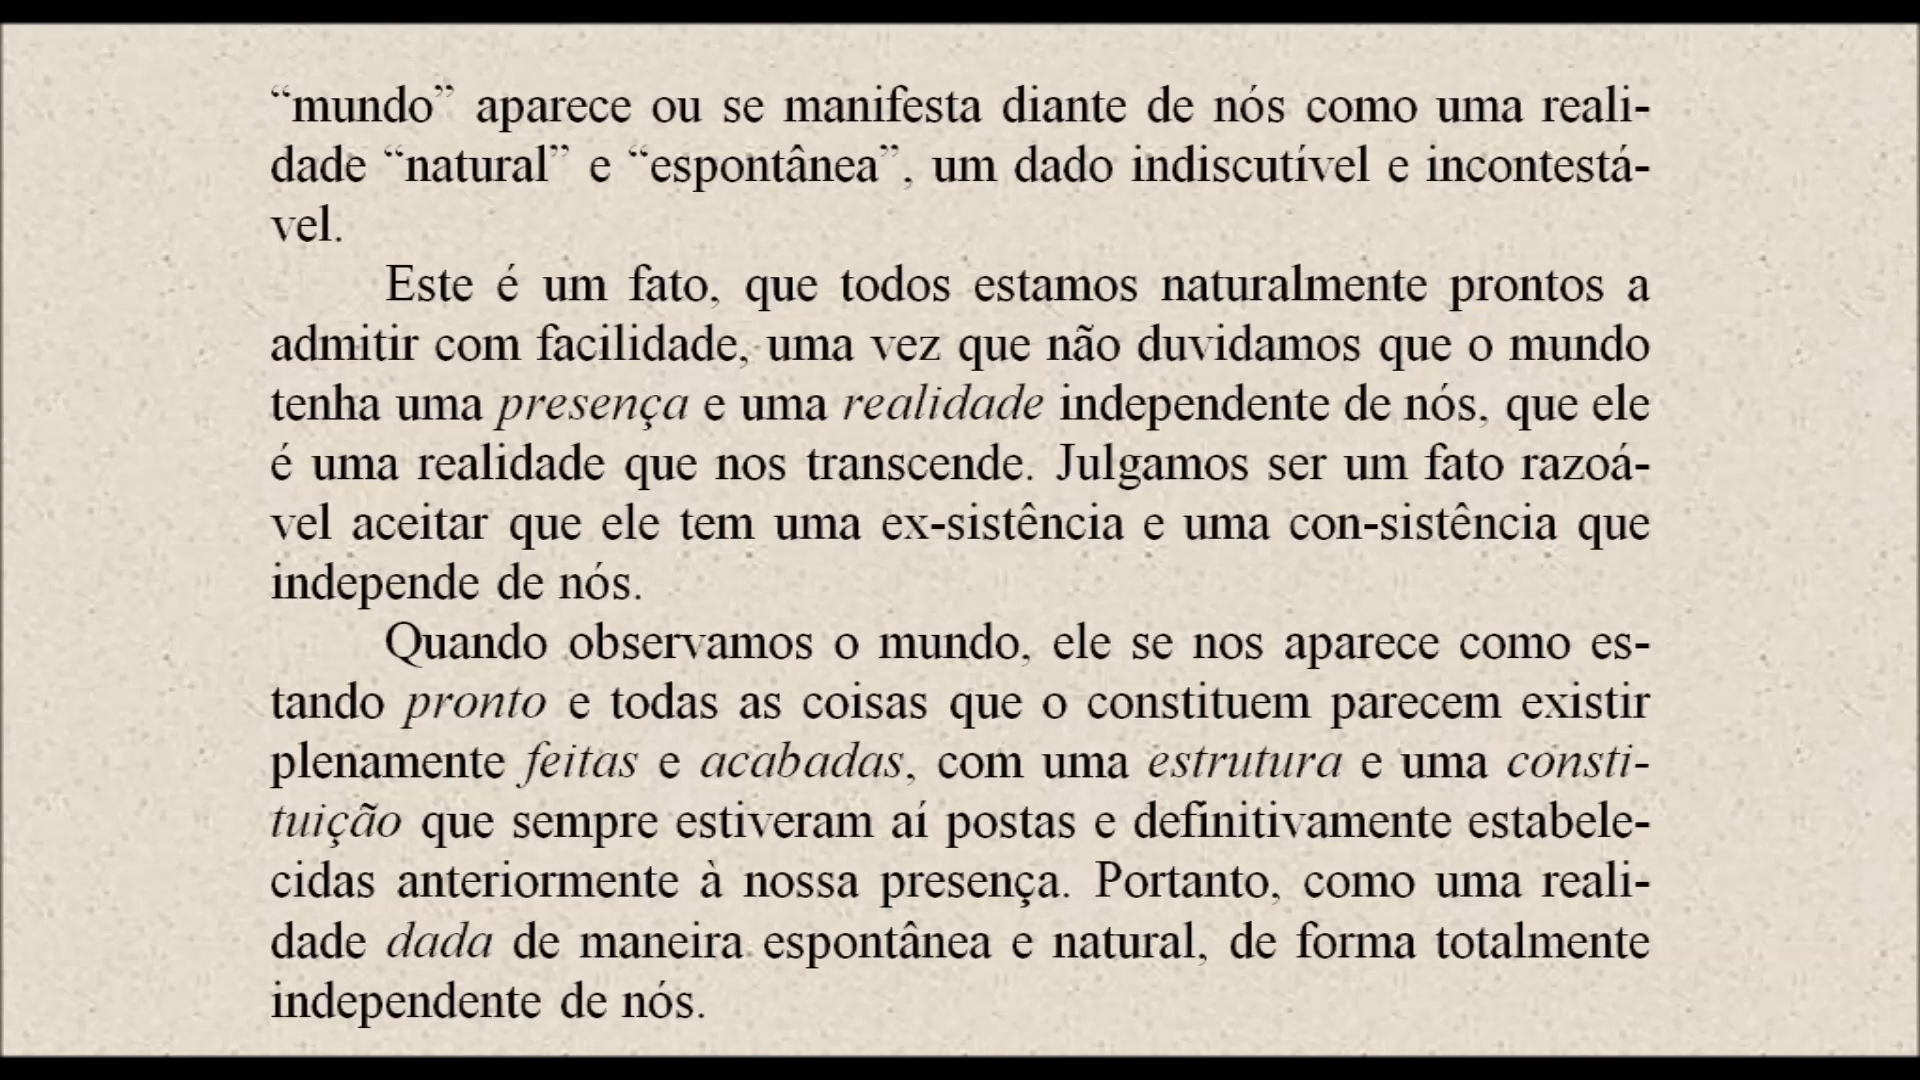 “mundo” aparece ou se manifesta diante de nós como uma reali-
dade “natural” e “espontânea”, um dado indiscutível e incontestá-
vel.
Este é um fato, que todos estamos naturalmente prontos a
admitir com facilidade, uma vez que não duvidamos que o mundo
tenha uma presença e uma realidade independente de nós, que ele
é uma realidade que nos transcende. Julgamos ser um fato razoá-
vel aceitar que ele tem uma ex-sistência e uma con-sistência que
independe de nós.
Quando observamos o mundo, ele se nos aparece como es-
tando pronto e todas as coisas que o constituem parecem existir
plenamente feitas e acabadas, com uma estrutura e uma consti-
tuição que sempre estiveram aí postas e definitivamente estabele-
cidas anteriormente à nossa presença. Portanto, como uma reali-
dade dada de maneira espontânea e natural, de forma totalmente
independente de nós.